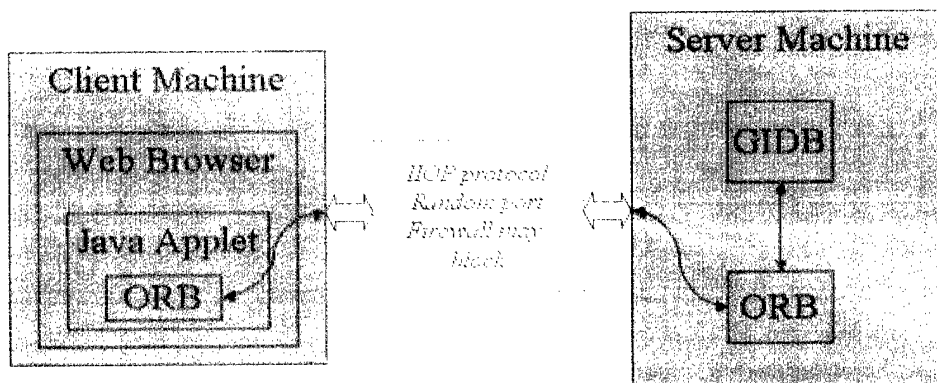 Client Machine
Web Browser
Java Applet
ORB
IIOP protocol
Random port
Firewall may
block
Server Machine
GIDB
ORB